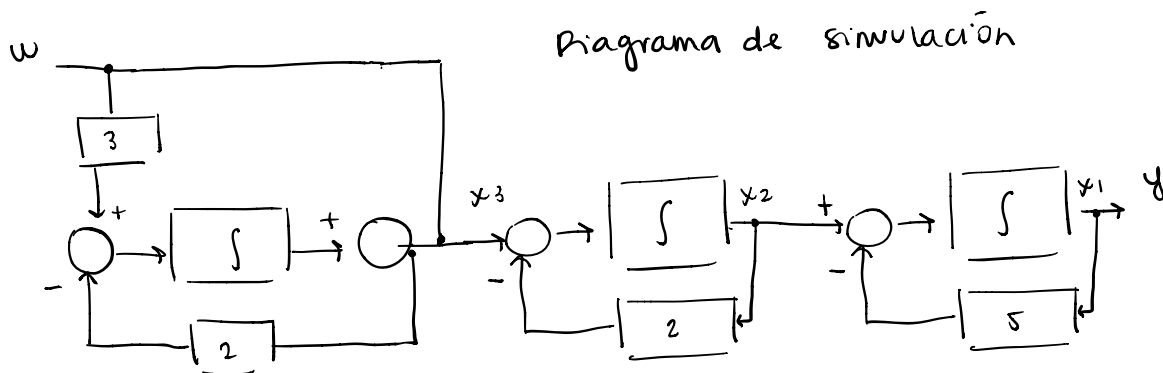 Diagrama de simulación
w
3
x3
x2
x1
y
+
+
+
∫
∫
∫
-
-
-
2
2
5